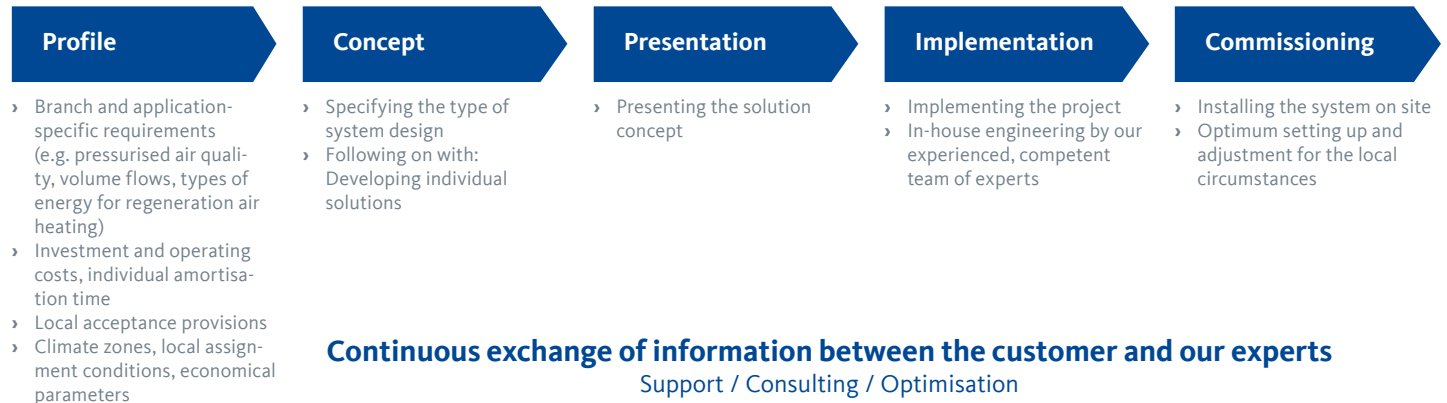 Profile
› Branch and application-
specific requirements
(e.g. pressurised air quali-
ty, volume flows, types of
energy for regeneration air
heating)
› Investment and operating
costs, individual amortisa-
tion time
› Local acceptance provisions
› Climate zones, local assign-
ment conditions, economical
parameters
Concept
› Specifying the type of
system design
› Following on with:
Developing individual
solutions
Presentation
› Presenting the solution
concept
Implementation
› Implementing the project
› In-house engineering by our
experienced, competent
team of experts
Commissioning
› Installing the system on site
› Optimum setting up and
adjustment for the local
circumstances
Continuous exchange of information between the customer and our experts
Support / Consulting / Optimisation